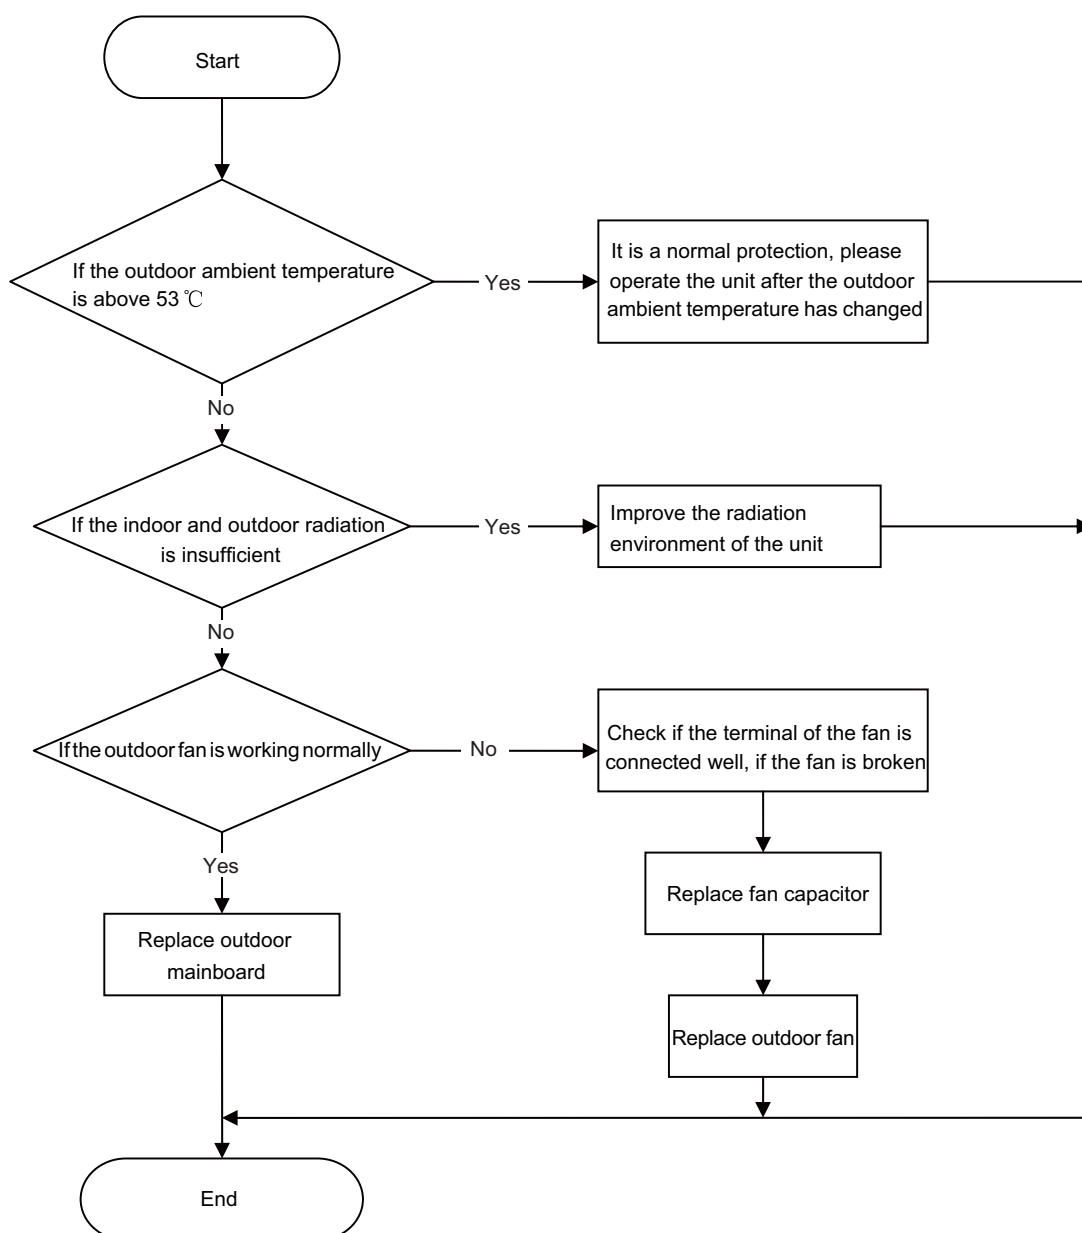 Start
If the outdoor ambient temperature
is above 53 ℃
Yes
It is a normal protection, please
operate the unit after the outdoor
ambient temperature has changed
No
If the indoor and outdoor radiation
is insufficient
Yes
Improve the radiation
environment of the unit
No
If the outdoor fan is working normally
No
Check if the terminal of the fan is
connected well, if the fan is broken
Yes
Replace fan capacitor
Replace outdoor
mainboard
Replace outdoor fan
End